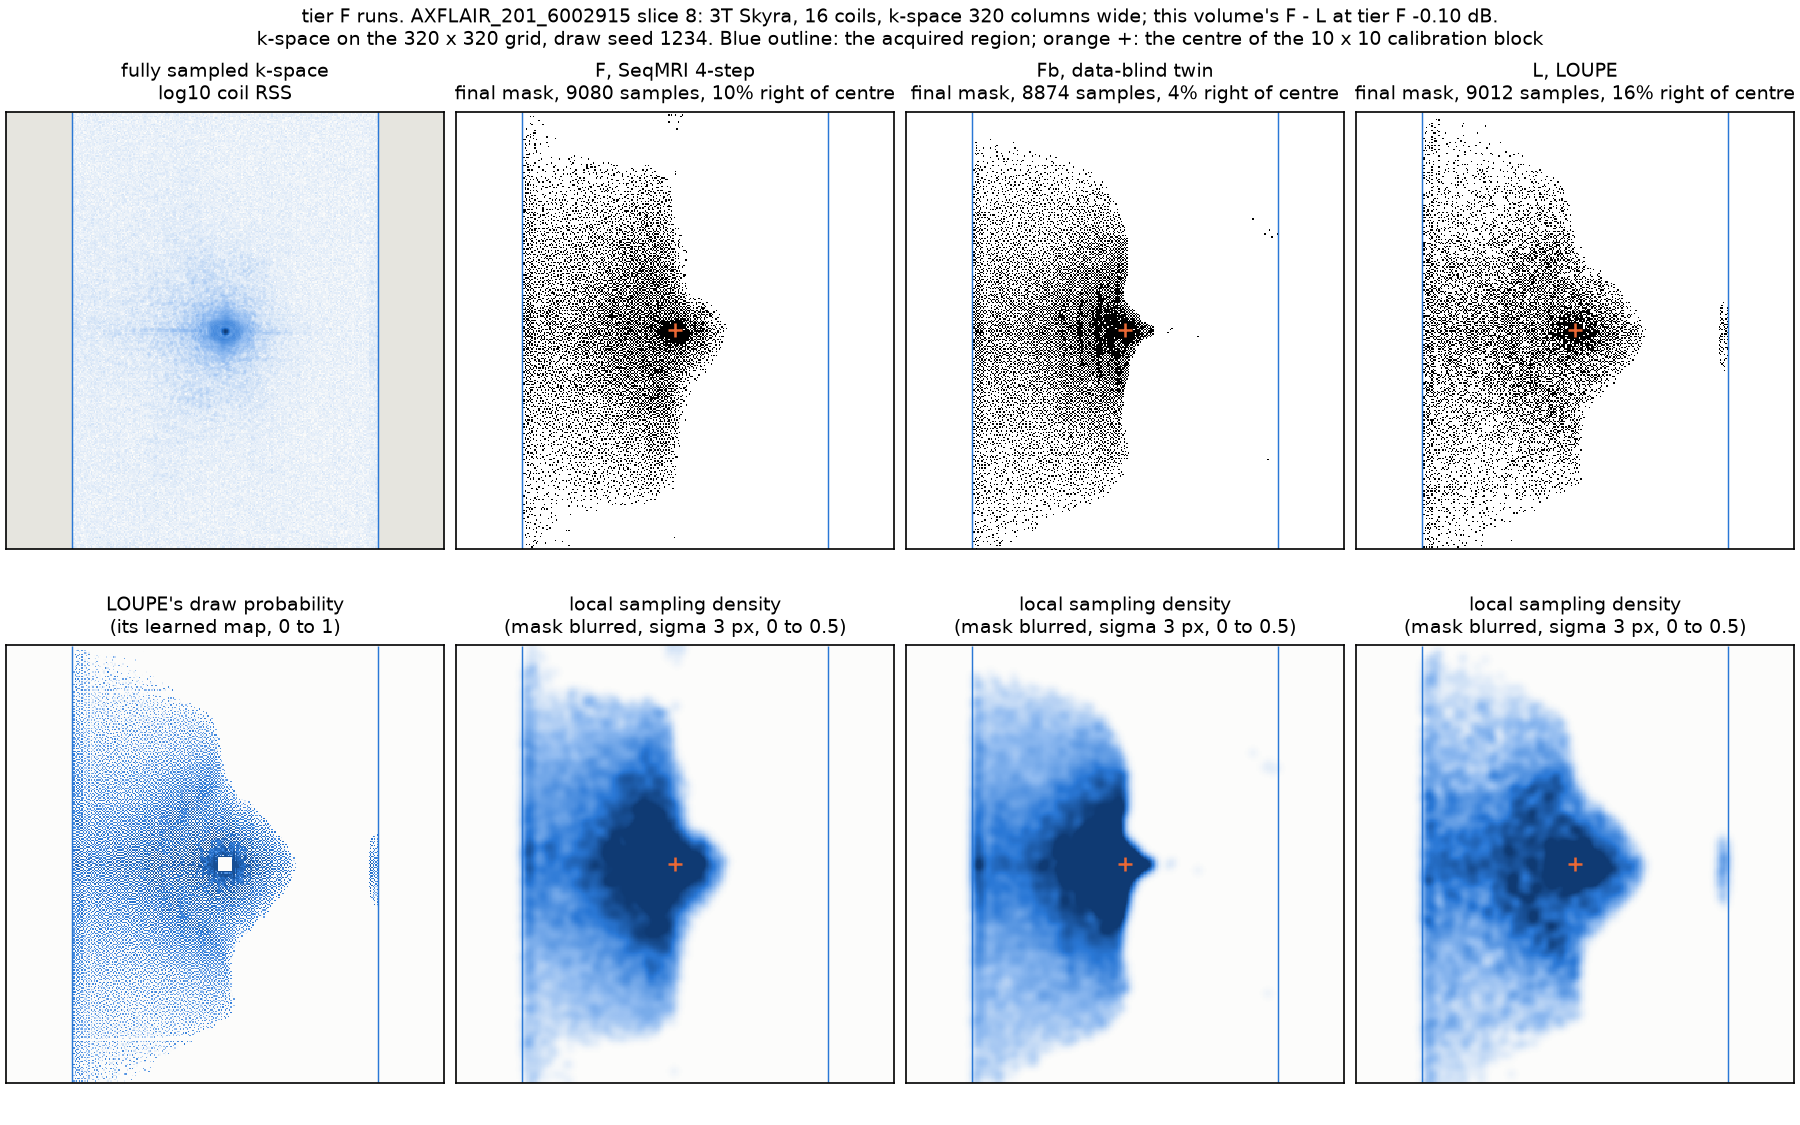 tier F runs. AXFLAIR_201_6002915 slice 8: 3T Skyra, 16 coils, k-space 320 columns wide; this volume's F - L at tier F -0.10 dB.
k-space on the 320 x 320 grid, draw seed 1234. Blue outline: the acquired region; orange +: the centre of the 10 x 10 calibration block
fully sampled k-space
log10 coil RSS
F, SeqMRI 4-step
final mask, 9080 samples, 10% right of centre
Fb, data-blind twin
final mask, 8874 samples, 4% right of centre
L, LOUPE
final mask, 9012 samples, 16% right of centre
LOUPE's draw probability
(its learned map, 0 to 1)
local sampling density
(mask blurred, sigma 3 px, 0 to 0.5)
local sampling density
(mask blurred, sigma 3 px, 0 to 0.5)
local sampling density
(mask blurred, sigma 3 px, 0 to 0.5)